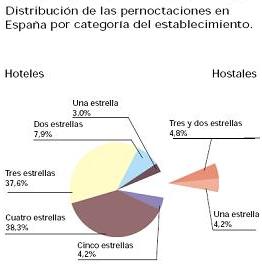 Distribución de las pernoctaciones en
España por categoría del establecimiento.
Hoteles
Hostales
Una estrella
3,0%
Dos estrellas
7,9%
Tres y dos estrellas
4,8%
Tres estrellas
37,6%
Cuatro estrellas
38,3%
Una estrella
4,2%
Cinco estrellas
4,2%